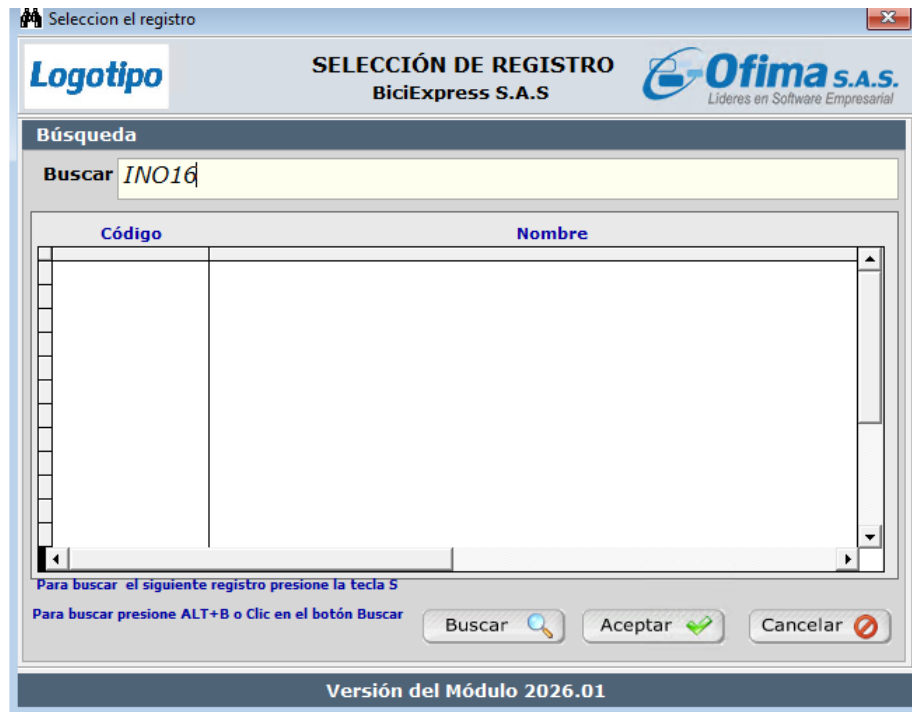 Seleccion el registro
Logotipo
SELECCIÓN DE REGISTRO
BiciExpress S.A.S
Ofima S.A.S.
Lideres en Software Empresarial
Búsqueda
Buscar INO16
Código Nombre
Para buscar el siguiente registro presione la tecla S
Para buscar presione ALT+B o Clic en el botón Buscar
Buscar Aceptar Cancelar
Versión del Módulo 2026.01